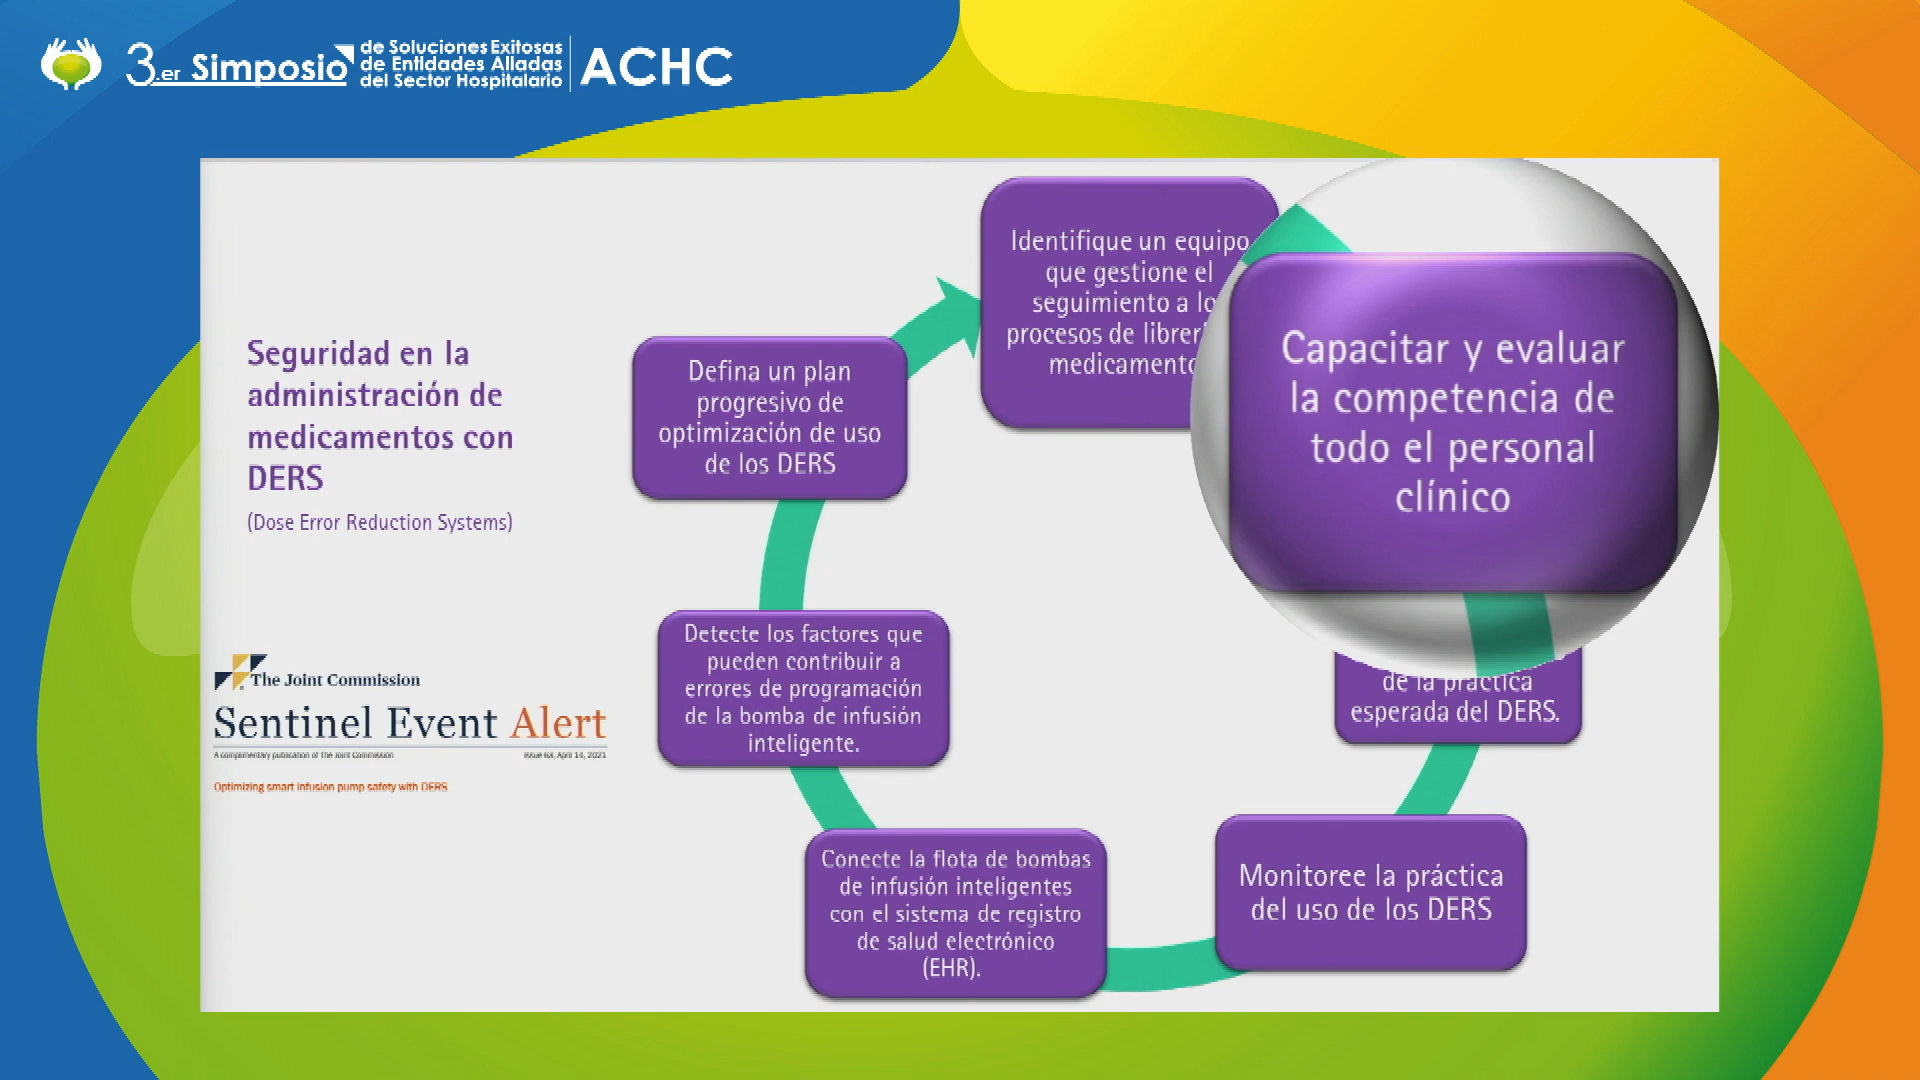 3.er Simposio
de Soluciones Exitosas
de Entidades Aliadas
del Sector Hospitalario
ACHC
Seguridad en la
administración de
medicamentos con
DERS
(Dose Error Reduction Systems)
The Joint Commission
Sentinel Event Alert
A complimentary publication of The Joint Commission
Issue 63, April 14, 2021
Optimizing smart infusion pump safety with DERS
Identifique un equipo
que gestione el
seguimiento a lo
procesos de librer
medicamento
Capacitar y evaluar
la competencia de
todo el personal
clínico
de la práctica
esperada del DERS.
Monitoree la práctica
del uso de los DERS
Conecte la flota de bombas
de infusión inteligentes
con el sistema de registro
de salud electrónico
(EHR).
Detecte los factores que
pueden contribuir a
errores de programación
de la bomba de infusión
inteligente.
Defina un plan
progresivo de
optimización de uso
de los DERS